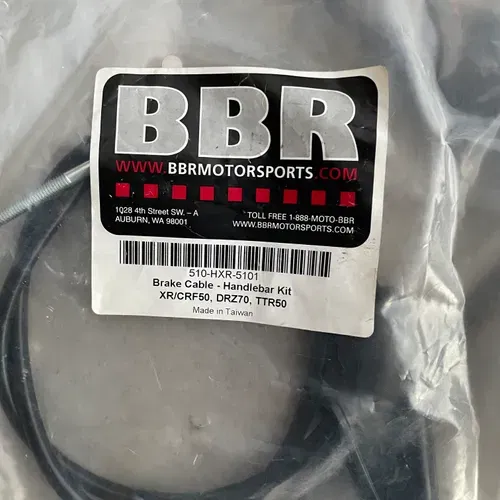 BBR
WWW.BBRMOTORSPORTS.COM
1028 4th Street SW. – A
AUBURN, WA 98001
TOLL FREE 1-888-MOTO-BBR
WWW.BBRMOTORSPORTS.COM
510-HXR-5101
Brake Cable - Handlebar Kit
XR/CRF50, DRZ70, TTR50
Made in Taiwan